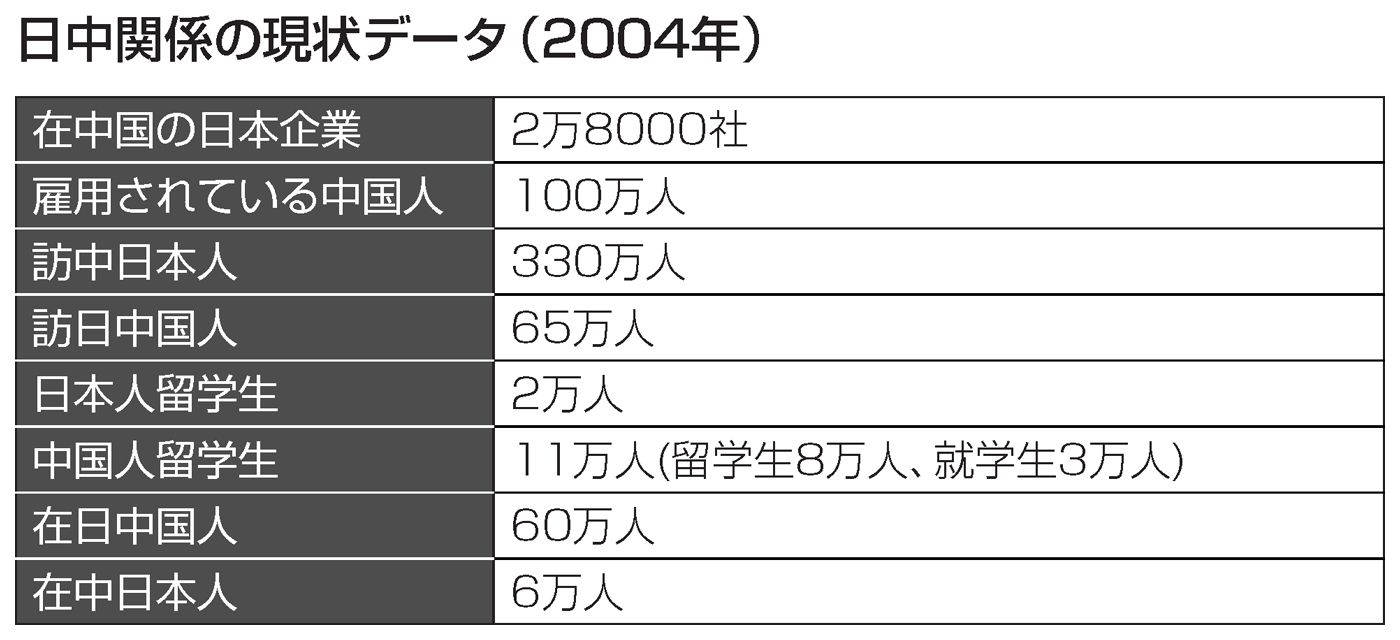 日中関係の現状データ（2004年）
在中国の日本企業 2万8000社
雇用されている中国人 100万人
訪中日本人 330万人
訪日中国人 65万人
日本人留学生 2万人
中国人留学生 11万人(留学生8万人、就学生3万人)
在日中国人 60万人
在中日本人 6万人